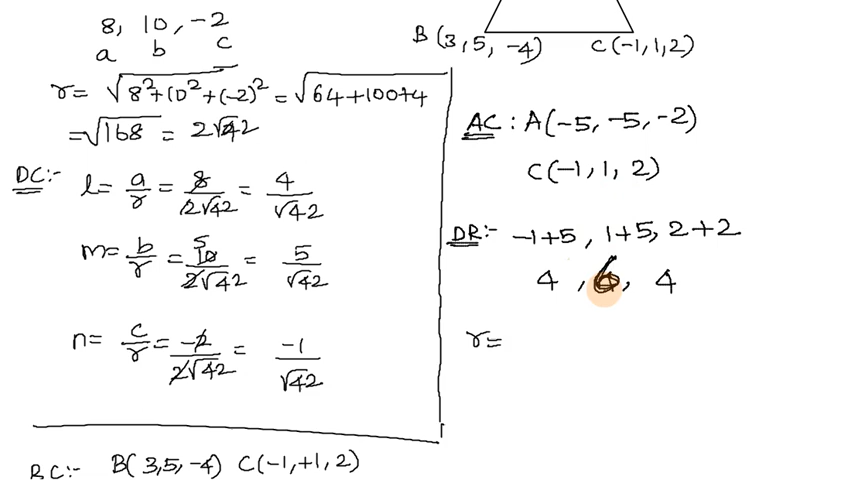 8, 10, -2
a b c
r= √8²+10²+(-2)² = √64+100+4
=√168 = 2√42
DC:- l= a/r = 8/2√42 = 4/√42
m= b/r = 10/2√42 = 5/√42
5
n= c/r = -2/2√42 = -1/√42
BC:- B(3,5,-4) C(-1,+1,2)
B(3,5,-4) C(-1,1,2)
AC: A(-5,-5,-2)
C(-1,1,2)
DR:- -1+5, 1+5, 2+2
4, 6, 4
r=